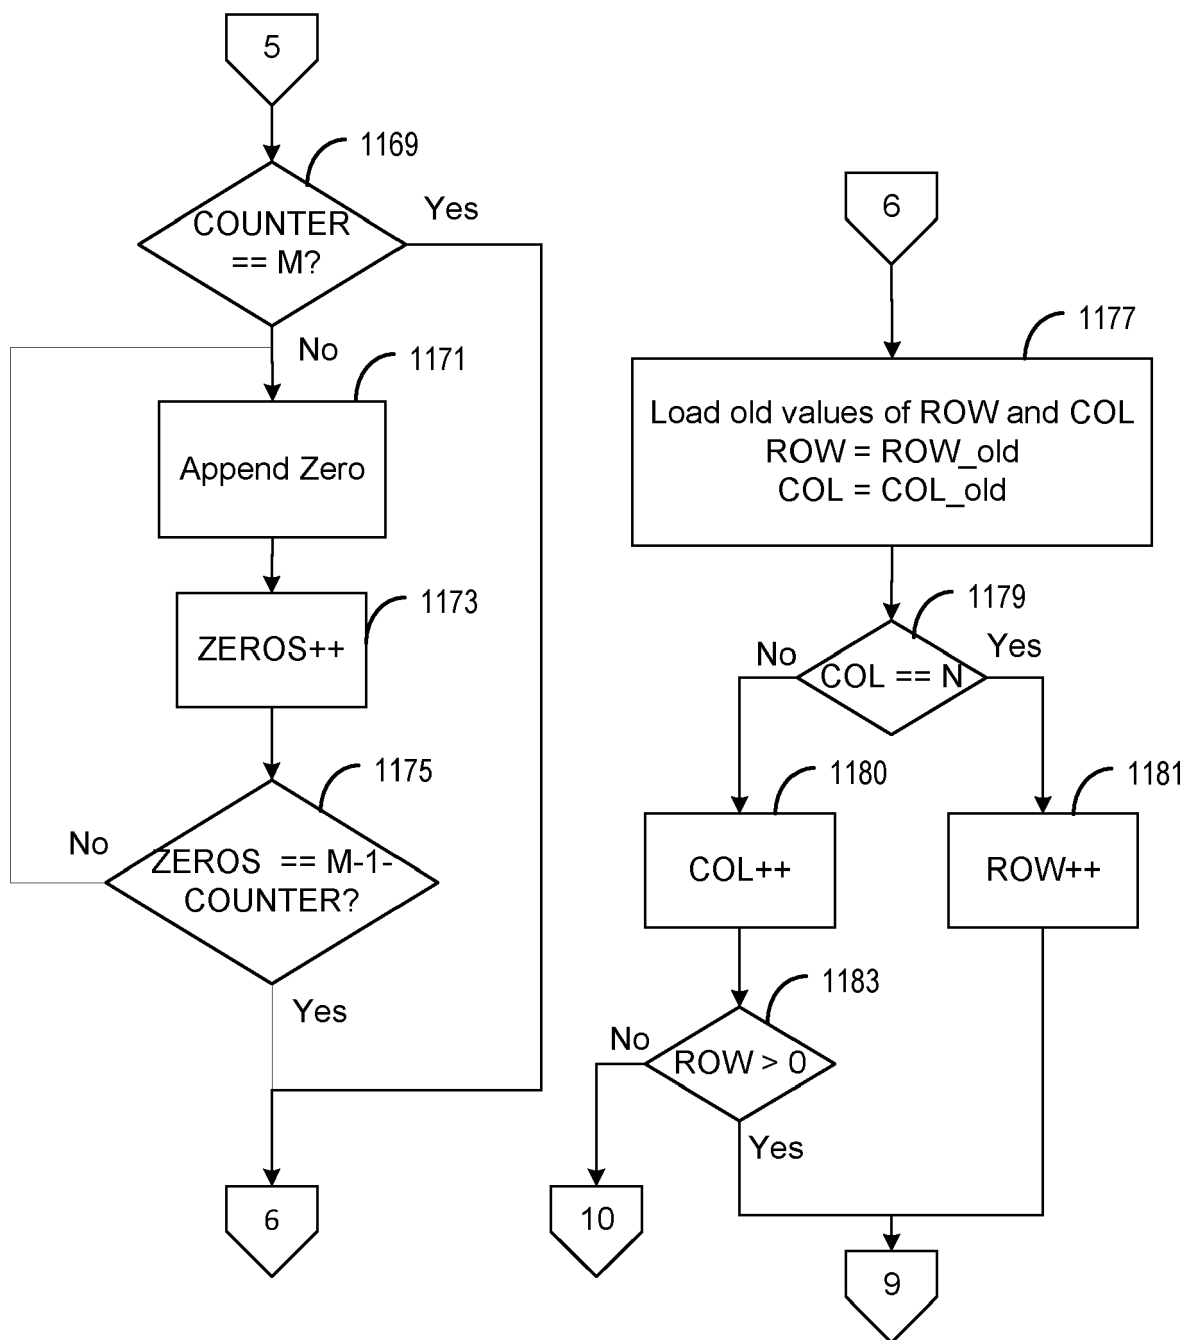 5
1169
COUNTER
== M?
Yes
No
1171
Append Zero
1173
ZEROS++
1175
No
ZEROS == M-1-
COUNTER?
Yes
6
6
1177
Load old values of ROW and COL
ROW = ROW_old
COL = COL_old
1179
No
Yes
COL == N
1180
1181
COL++
ROW++
1183
No
ROW > 0
Yes
10
9